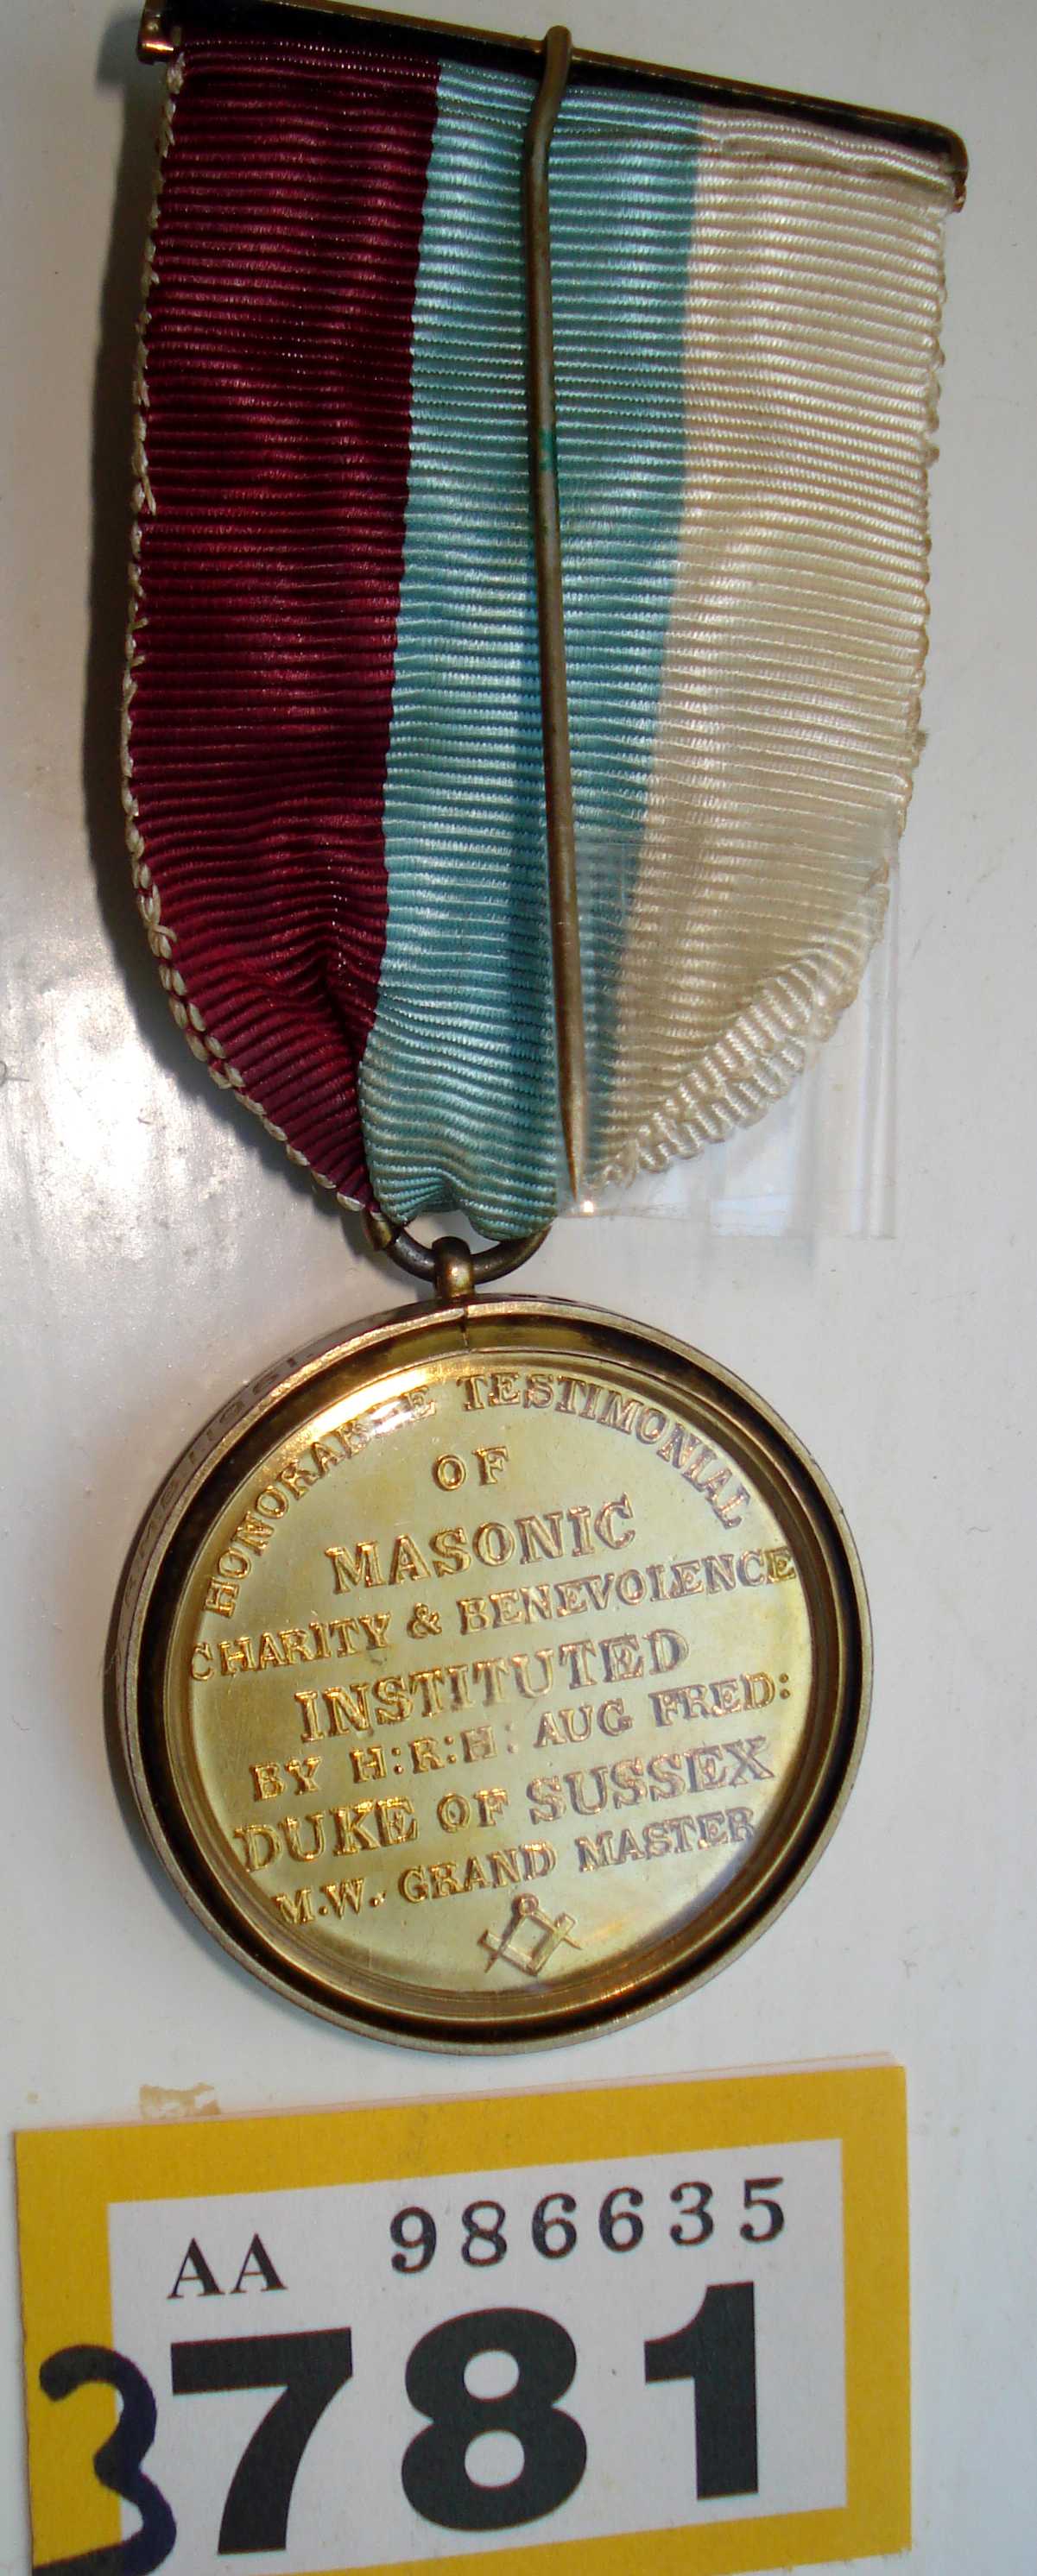 HONORABLE TESTIMONIAL
OF
MASONIC
CHARITY & BENEVOLENCE
INSTITUTED
BY H:R:H: AUG FRED:
DUKE OF SUSSEX
M.W. GRAND MASTER
AA 986635
3781